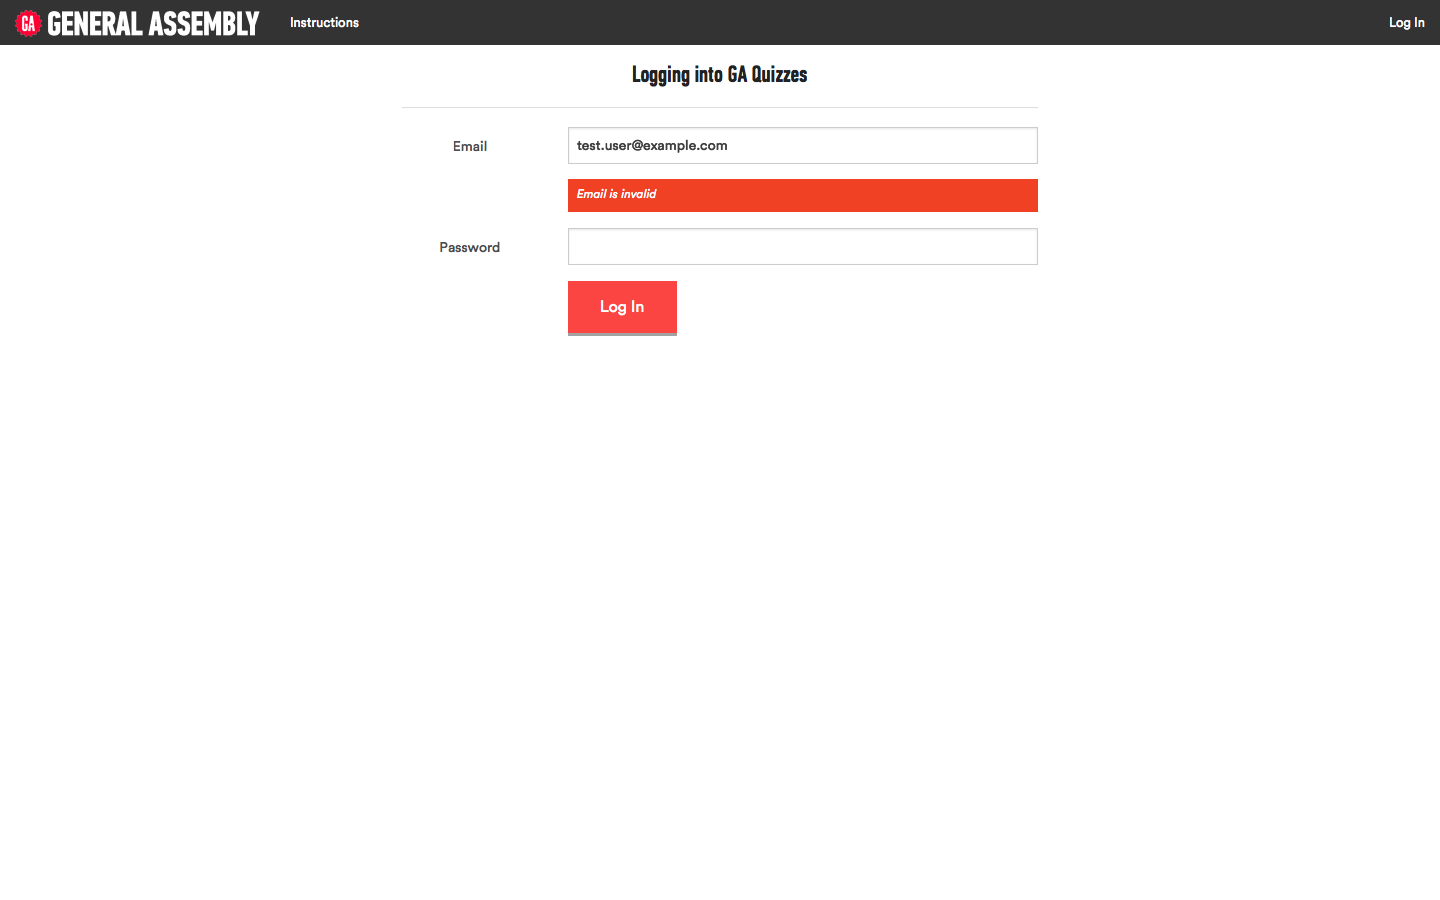 GA GENERAL ASSEMBLY Instructions Log In
Logging into GA Quizzes
Email test.user@example.com
Email is invalid
Password
Log In